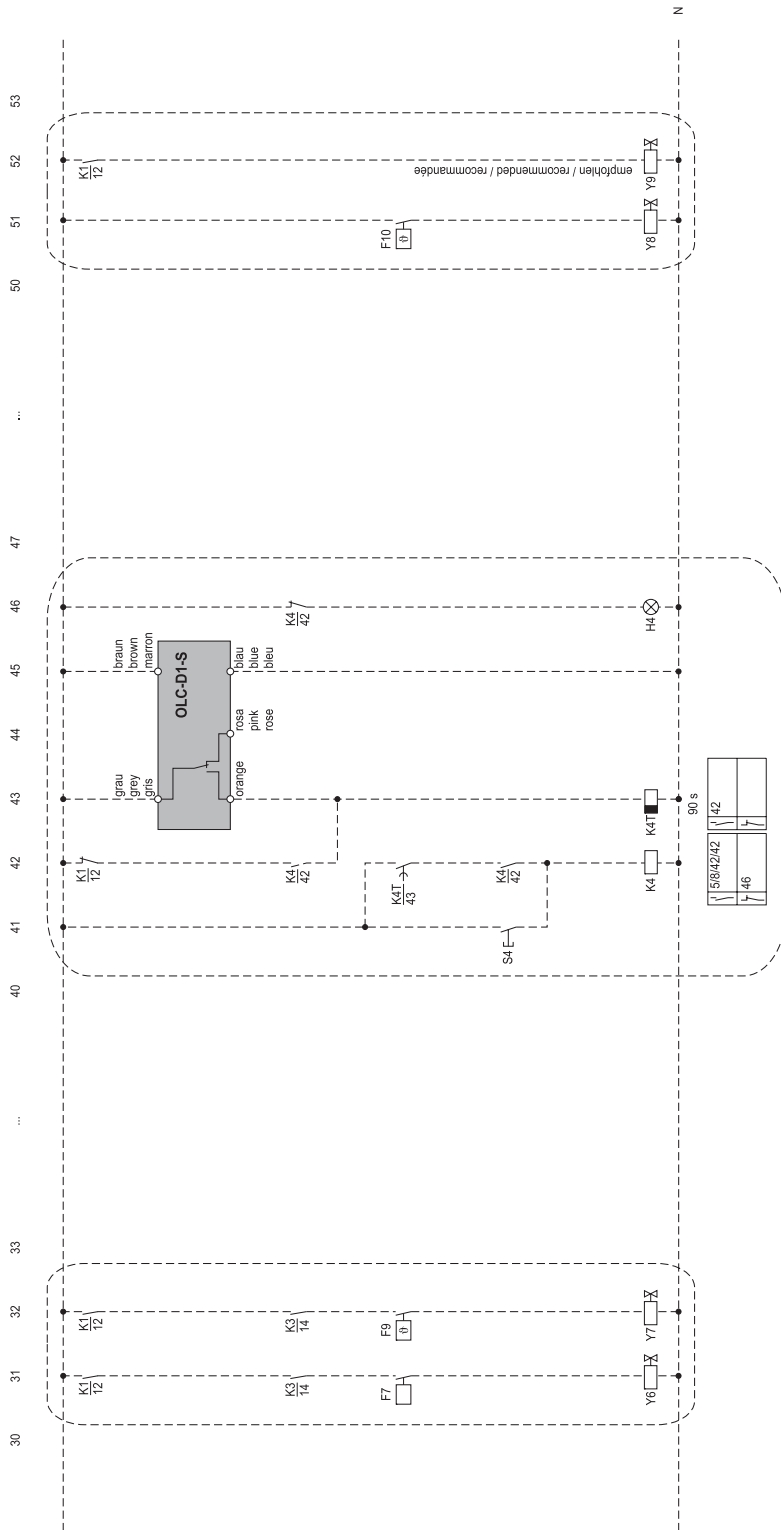 30
31
32
33
...
40
41
42
43
44
45
46
47
...
50
51
52
53
K1
12
K1
12
K3
14
K3
14
F7
F9
ϑ
Y6
Y7
K1
12
K4
42
K4T
43
K4
42
S4
K4
K4T
90 s
5/8/42/42
46
42
grau
grey
gris
orange
OLC-D1-S
rosa
pink
rose
braun
brown
marron
blau
blue
bleu
K4
42
H4
K1
12
F10
ϑ
empfohlen / recommended / recommandée
Y8
Y9
N